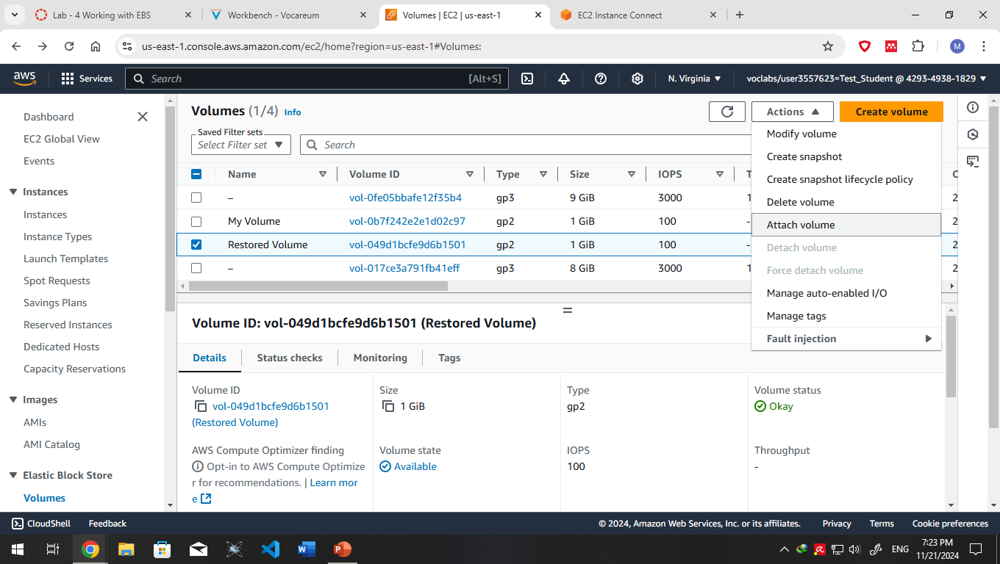 Lab - 4 Working with EBS
Workbench - Vocareum
Volumes | EC2 | us-east-1
EC2 Instance Connect
us-east-1.console.aws.amazon.com/ec2/home?region=us-east-1#Volumes:
M
aws
Services
Search
[Alt+S]
N. Virginia
voclabs/user3557623=Test_Student @ 4293-4938-1829
Dashboard
EC2 Global View
Events
Instances
Instances
Instance Types
Launch Templates
Spot Requests
Savings Plans
Reserved Instances
Dedicated Hosts
Capacity Reservations
Images
AMIs
AMI Catalog
Elastic Block Store
Volumes
Volumes (1/4) Info
Actions
Create volume
Saved Filter sets
Select Filter set
Search
Name Volume ID Type Size IOPS T C
– vol-0fe05bbafe12f35b4 gp3 9 GiB 3000 1 2
My Volume vol-0b7f242e2e1d02c97 gp2 1 GiB 100 - 2
Restored Volume vol-049d1bcfe9d6b1501 gp2 1 GiB 100 - 2
– vol-017ce3a791fb41eff gp3 8 GiB 3000 1 2
Modify volume
Create snapshot
Create snapshot lifecycle policy
Delete volume
Attach volume
Detach volume
Force detach volume
Manage auto-enabled I/O
Manage tags
Fault injection
Volume ID: vol-049d1bcfe9d6b1501 (Restored Volume)
Details
Status checks
Monitoring
Tags
Volume ID
vol-049d1bcfe9d6b1501
(Restored Volume)
Size
1 GiB
Type
gp2
Volume status
Okay
AWS Compute Optimizer finding
Opt-in to AWS Compute Optimize
r for recommendations. | Learn mor
e
Volume state
Available
IOPS
100
Throughput
-
CloudShell
Feedback
© 2024, Amazon Web Services, Inc. or its affiliates.
Privacy
Terms
Cookie preferences
ENG
7:23 PM
11/21/2024